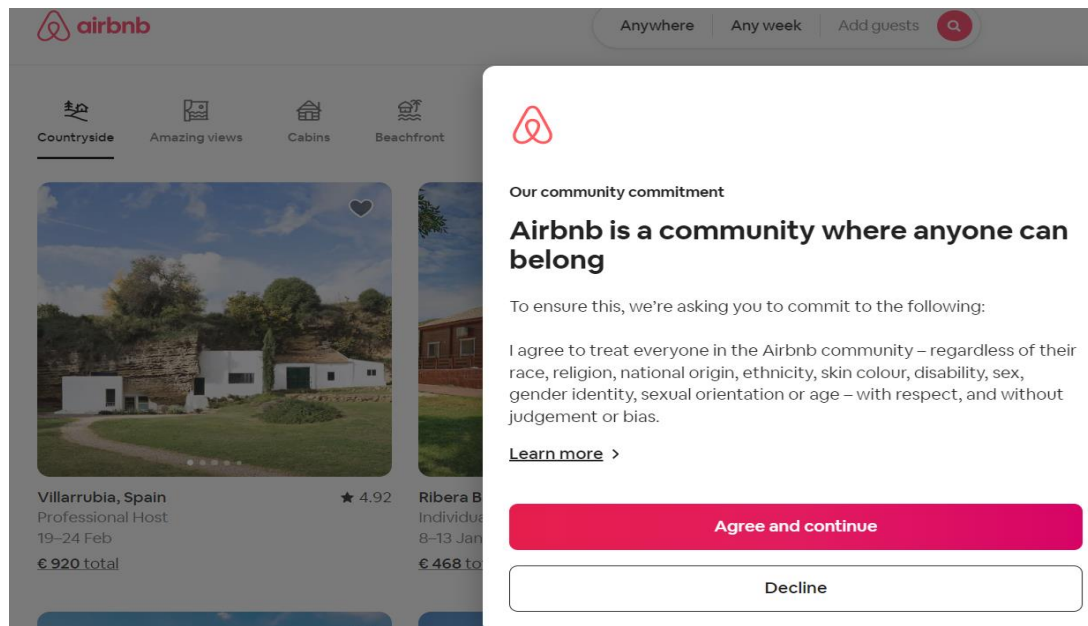 airbnb
Anywhere Any week Add guests
Countryside Amazing views Cabins Beachfront
Our community commitment
Airbnb is a community where anyone can
belong
To ensure this, we're asking you to commit to the following:
I agree to treat everyone in the Airbnb community – regardless of their
race, religion, national origin, ethnicity, skin colour, disability, sex,
gender identity, sexual orientation or age – with respect, and without
judgement or bias.
Learn more >
Agree and continue
Decline
Villarrubia, Spain ★ 4.92
Professional Host
19–24 Feb
€ 920 total
Ribera B
Individua
8–13 Jan
€ 468 to